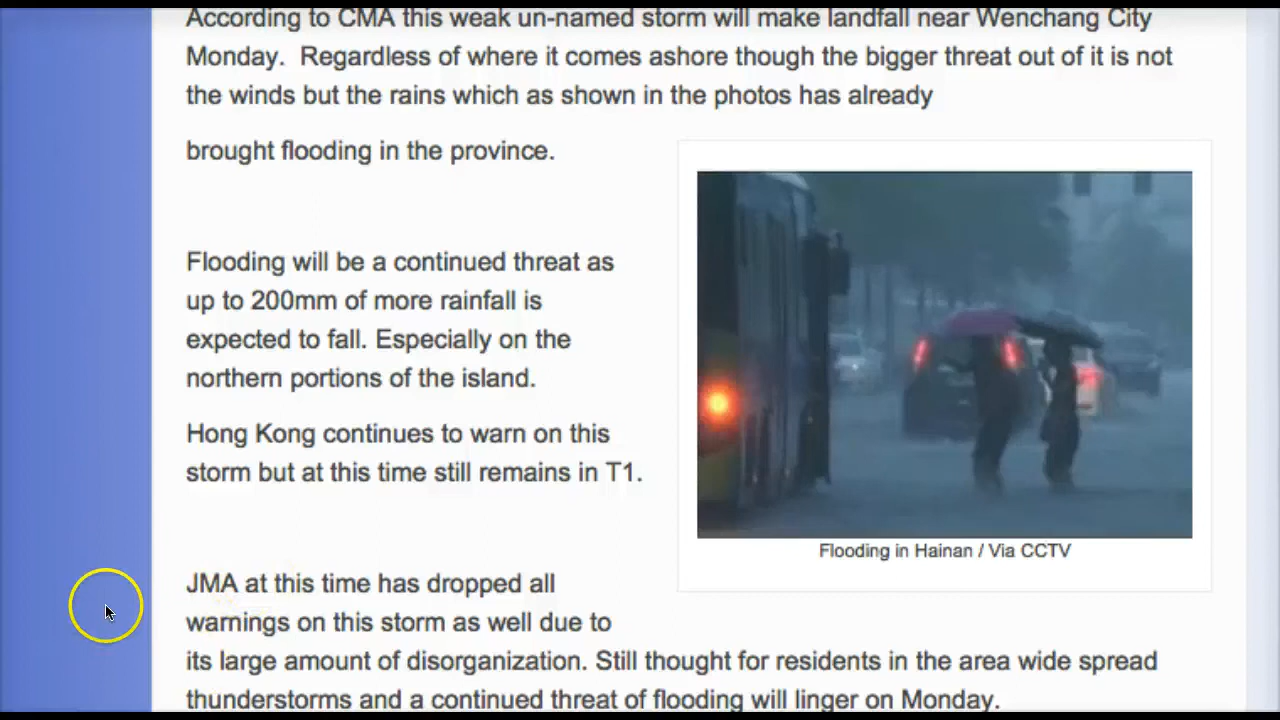 According to CMA this weak un-named storm will make landfall near Wenchang City
Monday.  Regardless of where it comes ashore though the bigger threat out of it is not
the winds but the rains which as shown in the photos has already
brought flooding in the province.
Flooding will be a continued threat as
up to 200mm of more rainfall is
expected to fall. Especially on the
northern portions of the island.
Hong Kong continues to warn on this
storm but at this time still remains in T1.
Flooding in Hainan / Via CCTV
JMA at this time has dropped all
warnings on this storm as well due to
its large amount of disorganization. Still thought for residents in the area wide spread
thunderstorms and a continued threat of flooding will linger on Monday.